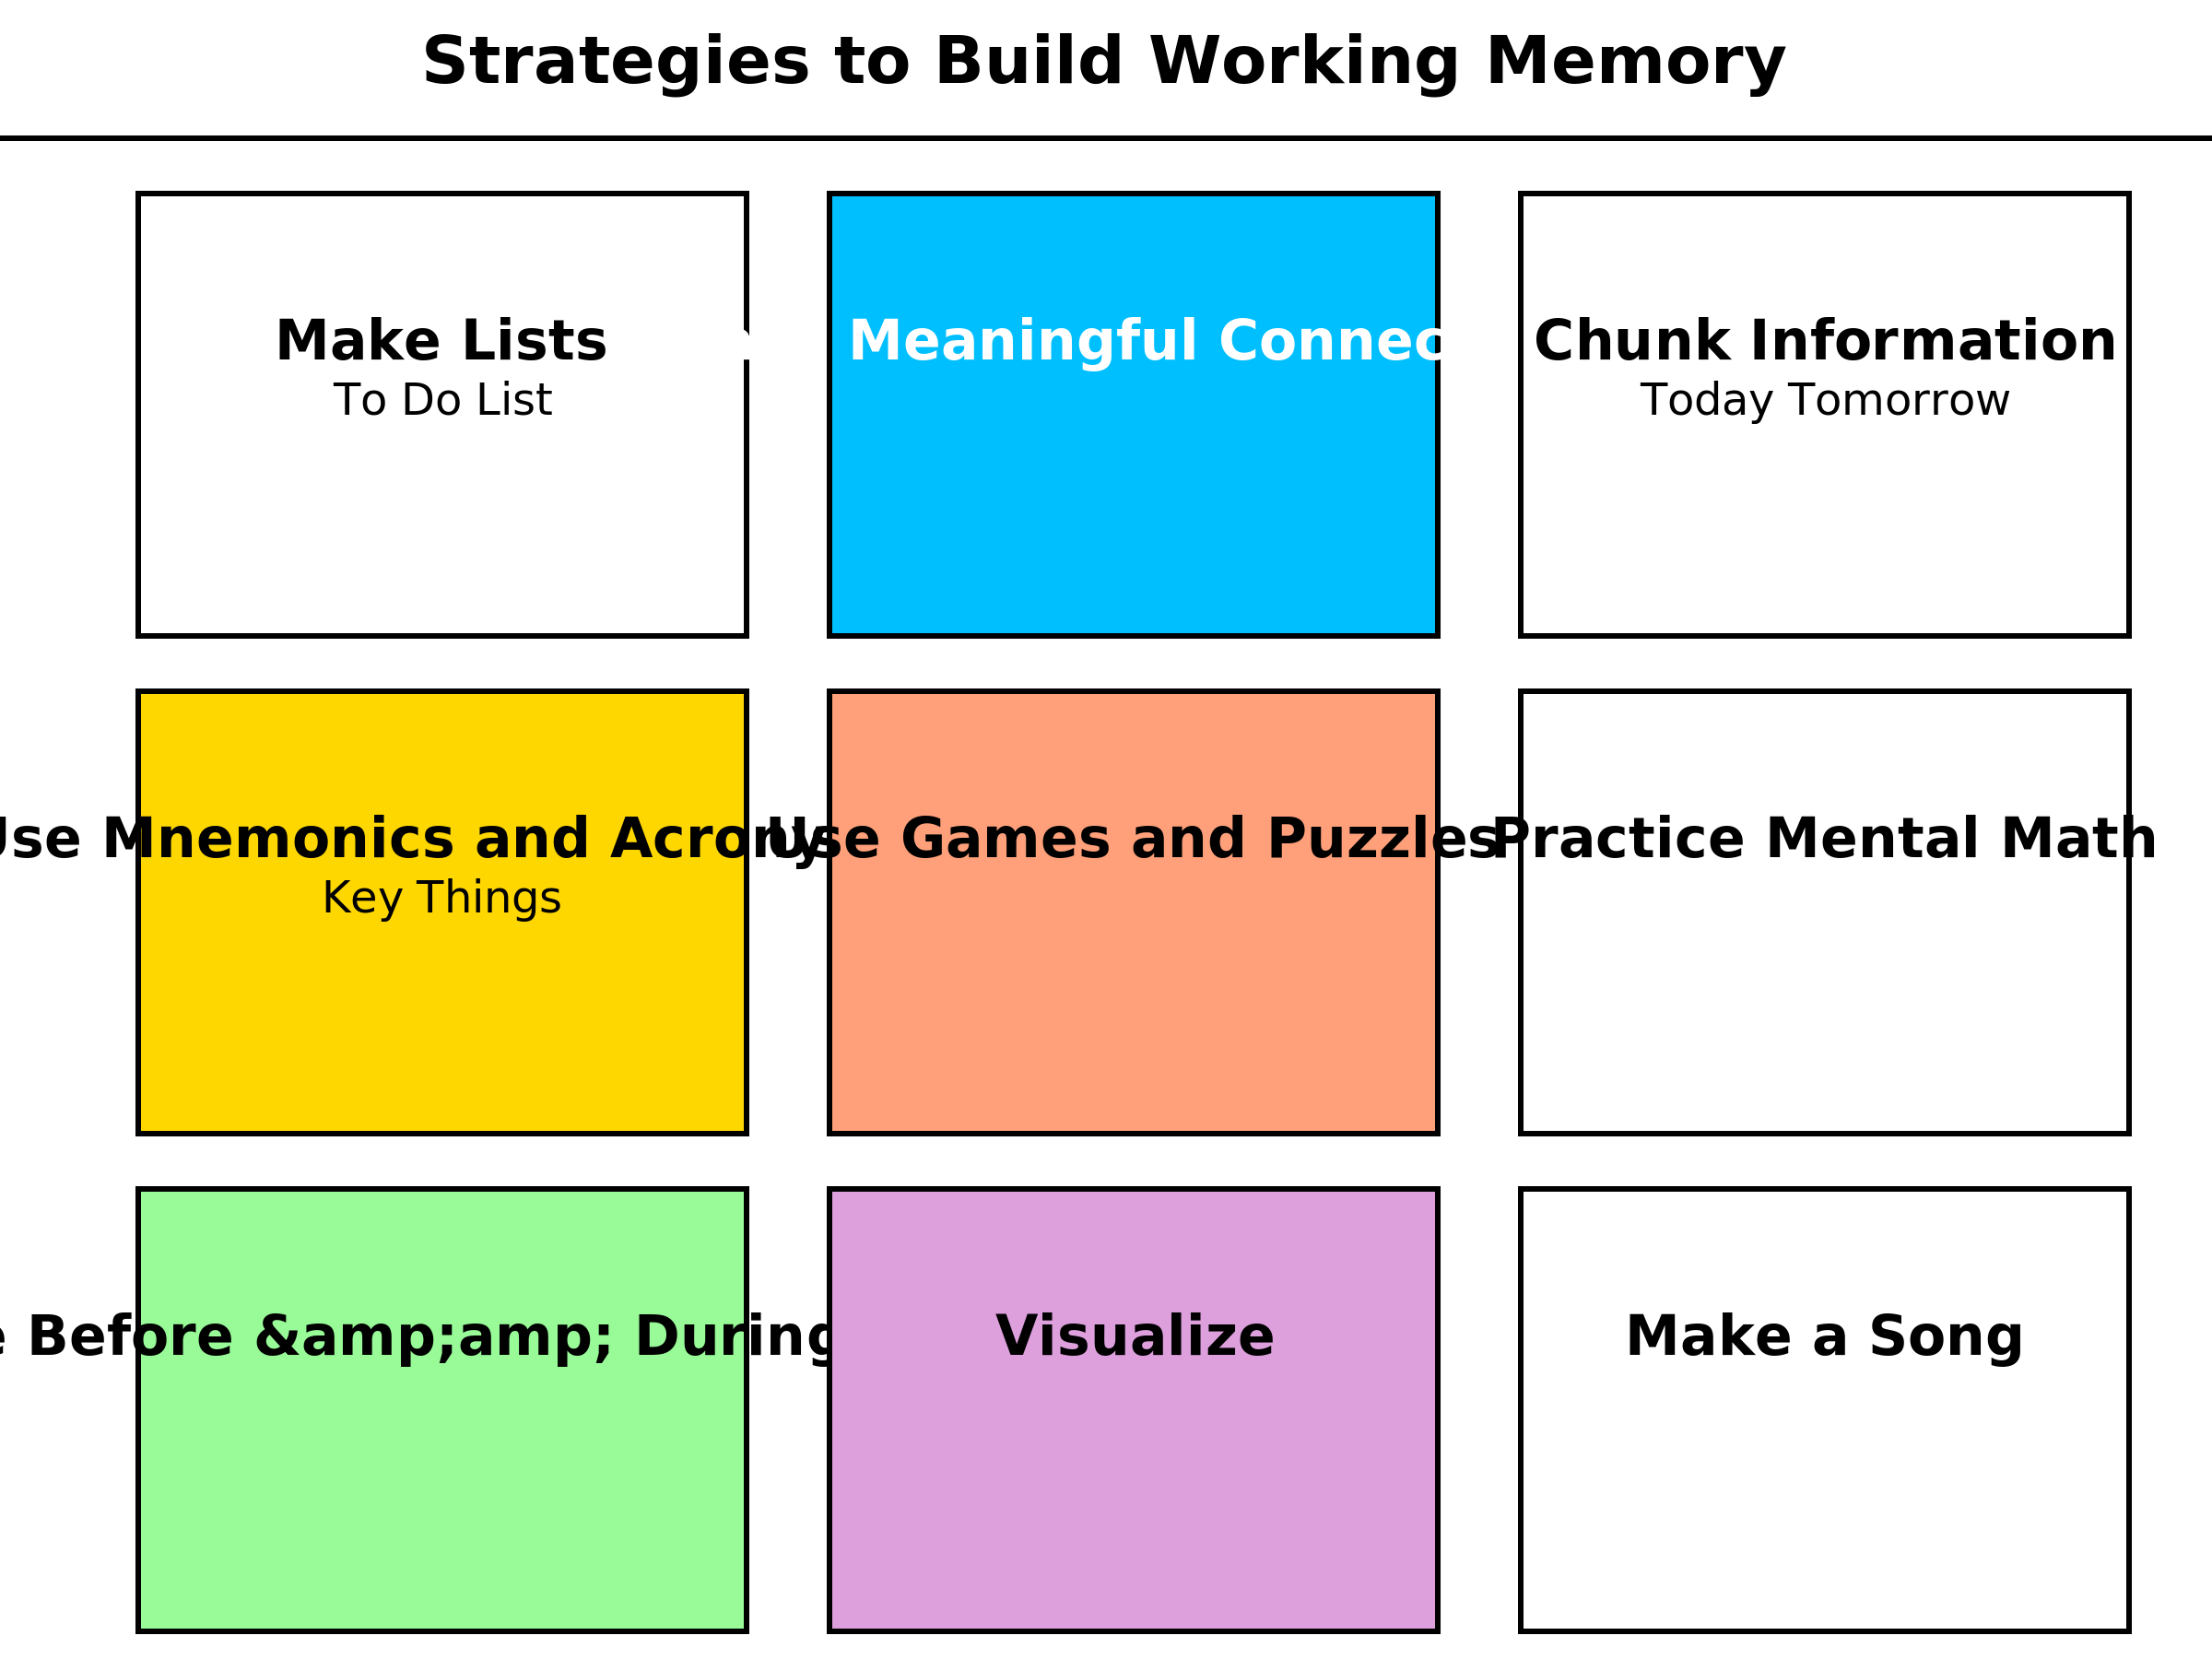 Strategies to Build Working Memory
Make Lists
To Do List
Meaningful Connec
Chunk Information
Today Tomorrow
Use Mnemonics and Acrony
Key Things
Use Games and Puzzles
Practice Mental Math
Before &amp;amp; During
Visualize
Make a Song